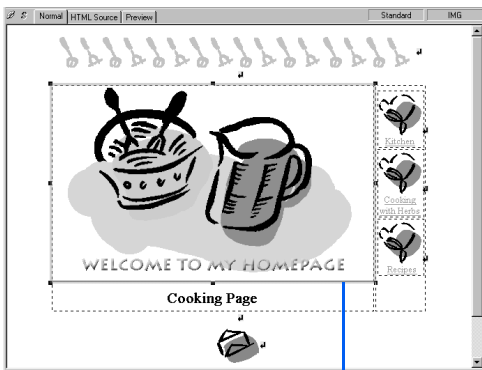 Normal HTML Source Preview Standard IMG
Kitchen
Cooking
with Herbs
Recipes
WELCOME TO MY HOMEPAGE
Cooking Page